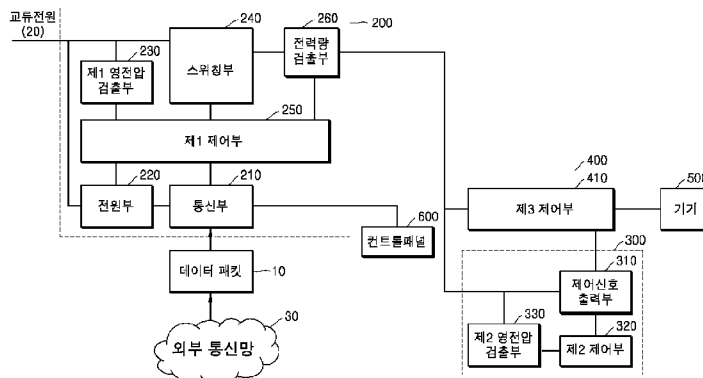 교류전원
(20)
240
260
200
230
스위칭부
전력량
검출부
제1 영전압
검출부
250
제1 제어부
220
210
전원부
통신부
400
410
500
제3 제어부
기기
600
컨트롤패널
300
310
데이터 패킷
10
제어신호
출력부
330
320
30
외부 통신망
제2 영전압
검출부
제2 제어부